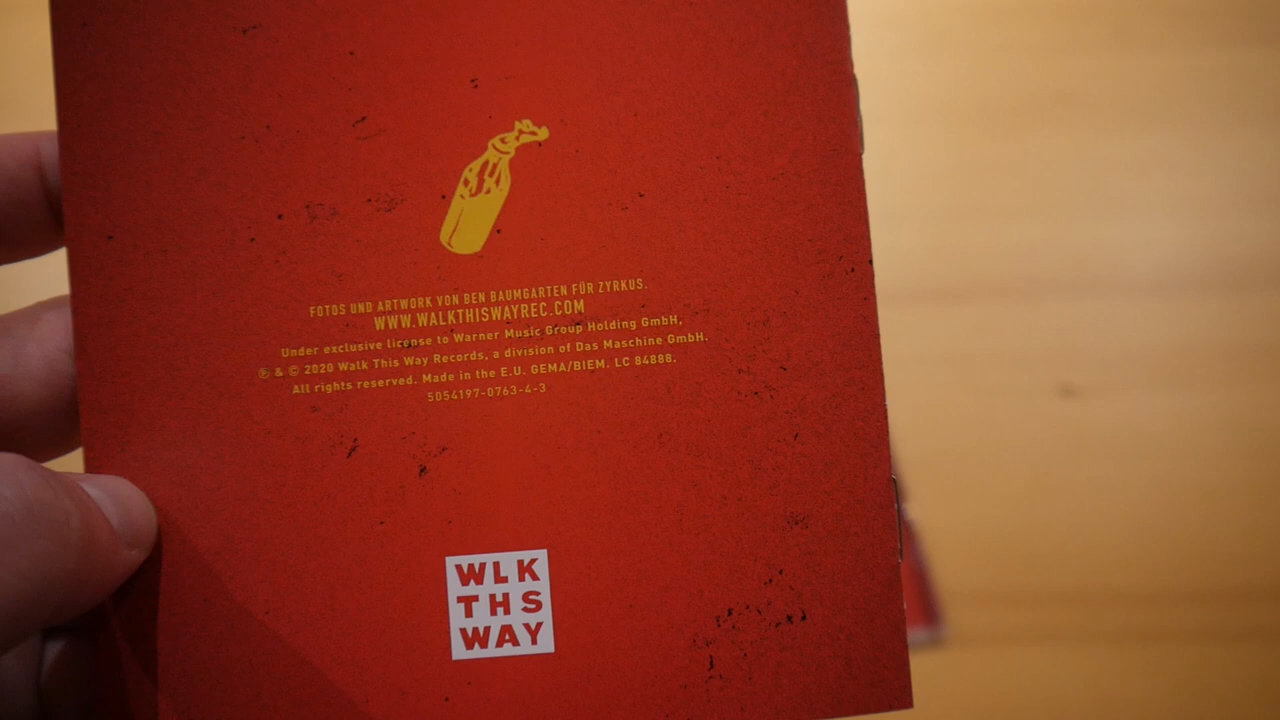 FOTOS UND ARTWORK VON BEN BAUMGARTEN FÜR ZYRKUS.
WWW.WALKTHISWAYREC.COM
Under exclusive license to Warner Music Group Holding GmbH,
℗ & © 2020 Walk This Way Records, a division of Das Maschine GmbH.
All rights reserved. Made in the E.U. GEMA/BIEM. LC 84888.
5054197-0763-4-3
WLK
THS
WAY